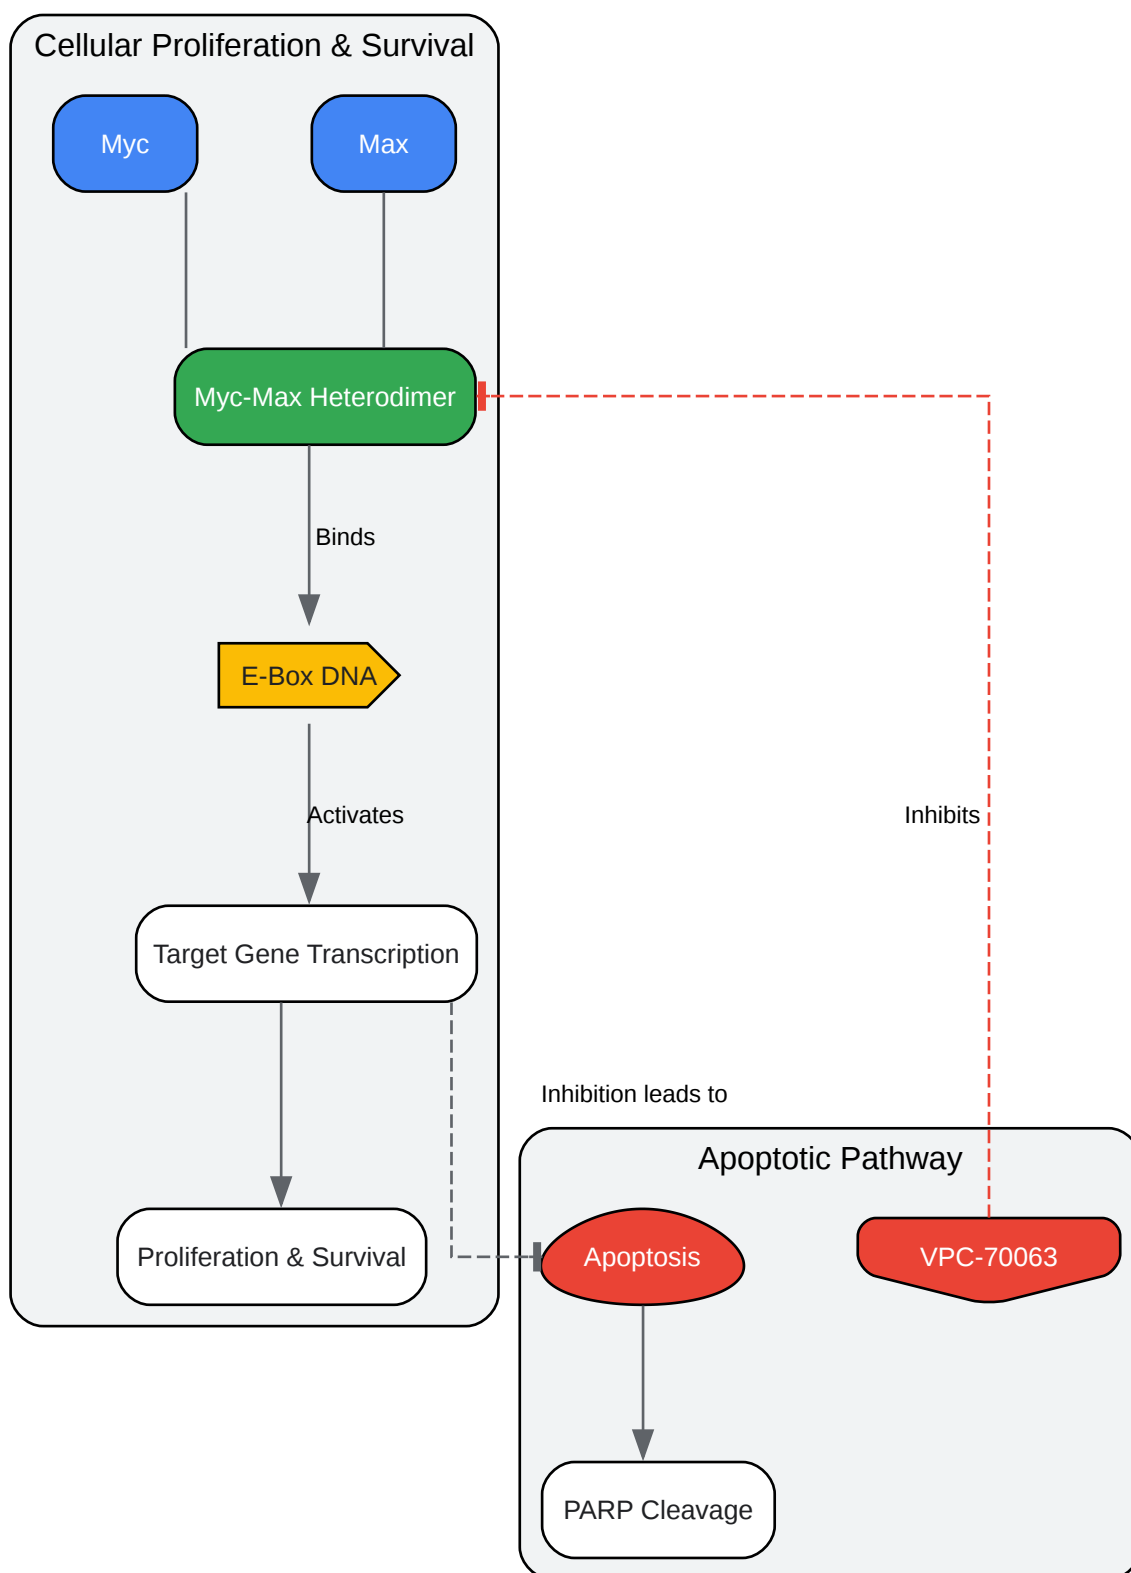 Cellular Proliferation & Survival
Myc
Max
Myc-Max Heterodimer
Binds
E-Box DNA
Activates
Inhibits
Target Gene Transcription
Inhibition leads to
Apoptotic Pathway
Proliferation & Survival
Apoptosis
VPC-70063
PARP Cleavage